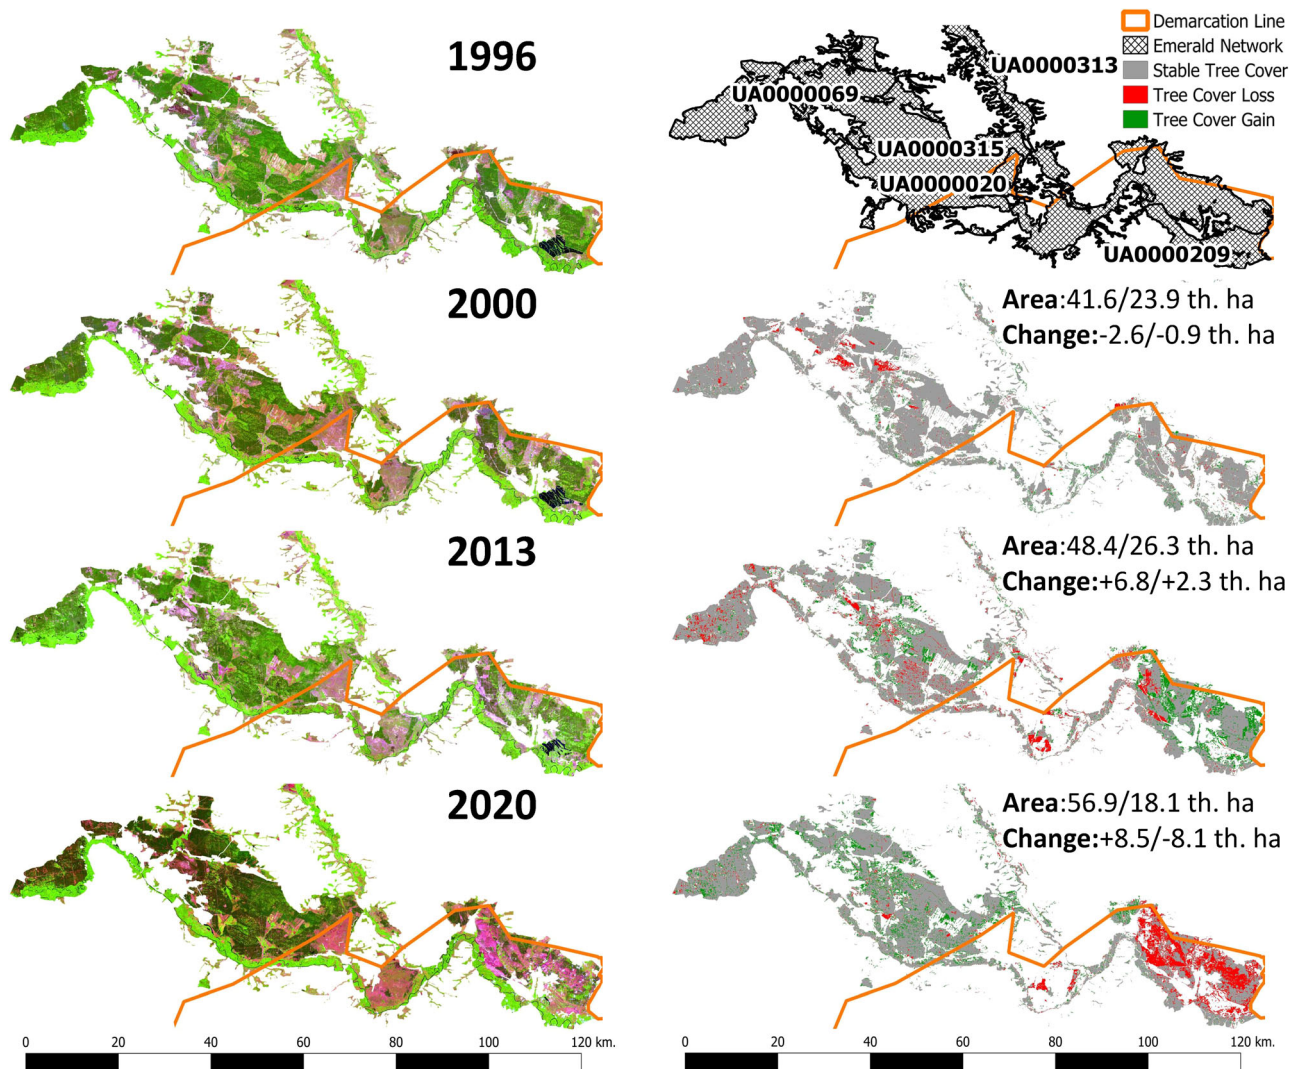 1996
Demarcation Line
Emerald Network
Stable Tree Cover
Tree Cover Loss
Tree Cover Gain
UA0000313
UA0000069
UA0000315
UA0000020
UA0000209
2000
Area:41.6/23.9 th. ha
Change:-2.6/-0.9 th. ha
2013
Area:48.4/26.3 th. ha
Change:+6.8/+2.3 th. ha
2020
Area:56.9/18.1 th. ha
Change:+8.5/-8.1 th. ha
0 20 40 60 80 100 120 km.
0 20 40 60 80 100 120 km.